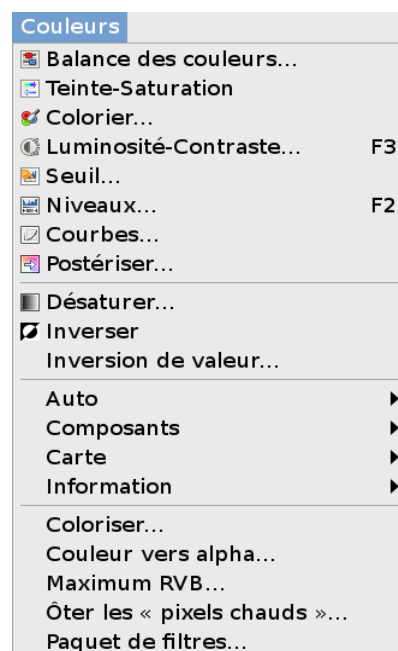 Couleurs
Balance des couleurs...
Teinte-Saturation
Colorier...
Luminosité-Contraste... F3
Seuil...
Niveaux... F2
Courbes...
Postériser...
Désaturer...
Inverser
Inversion de valeur...
Auto
Composants
Carte
Information
Coloriser...
Couleur vers alpha...
Maximum RVB...
Ôter les « pixels chauds »...
Paquet de filtres...